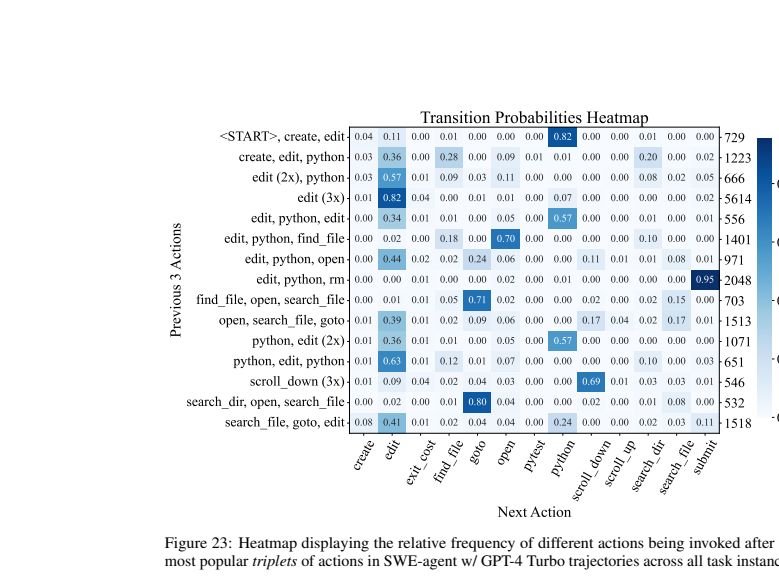 Transition Probabilities Heatmap
<START>, create, edit 0.04 0.11 0.00 0.01 0.00 0.00 0.00 0.82 0.00 0.00 0.01 0.00 0.00 729
create, edit, python 0.03 0.36 0.00 0.28 0.00 0.09 0.01 0.01 0.00 0.00 0.20 0.00 0.02 1223
edit (2x), python 0.03 0.57 0.01 0.09 0.03 0.11 0.00 0.00 0.00 0.00 0.08 0.02 0.05 666
edit (3x) 0.01 0.82 0.04 0.00 0.01 0.01 0.00 0.07 0.00 0.00 0.00 0.00 0.02 5614
edit, python, edit 0.00 0.34 0.01 0.01 0.00 0.05 0.00 0.57 0.00 0.00 0.01 0.00 0.01 556
edit, python, find_file 0.00 0.02 0.00 0.18 0.00 0.70 0.00 0.00 0.00 0.00 0.10 0.00 0.00 1401
edit, python, open 0.00 0.44 0.02 0.02 0.24 0.06 0.00 0.00 0.11 0.01 0.01 0.08 0.01 971
edit, python, rm 0.00 0.00 0.00 0.00 0.00 0.02 0.00 0.01 0.00 0.00 0.00 0.00 0.95 2048
find_file, open, search_file 0.00 0.01 0.01 0.05 0.71 0.02 0.00 0.00 0.02 0.00 0.02 0.15 0.00 703
open, search_file, goto 0.01 0.39 0.01 0.02 0.09 0.06 0.00 0.00 0.17 0.04 0.02 0.17 0.01 1513
python, edit (2x) 0.01 0.36 0.01 0.01 0.00 0.05 0.00 0.57 0.00 0.00 0.00 0.00 0.01 1071
python, edit, python 0.01 0.63 0.01 0.12 0.01 0.07 0.00 0.00 0.00 0.00 0.10 0.00 0.03 651
scroll_down (3x) 0.01 0.09 0.04 0.02 0.04 0.03 0.00 0.00 0.69 0.01 0.03 0.03 0.01 546
search_dir, open, search_file 0.00 0.02 0.00 0.01 0.80 0.04 0.00 0.00 0.02 0.00 0.01 0.08 0.00 532
search_file, goto, edit 0.08 0.41 0.01 0.02 0.04 0.04 0.00 0.24 0.00 0.00 0.02 0.03 0.11 1518
Previous 3 Actions
create edit exit_cost find_file goto open pytest python scroll_down scroll_up search_dir search_file submit
Next Action
Figure 23: Heatmap displaying the relative frequency of different actions being invoked after
most popular triplets of actions in SWE-agent w/ GPT-4 Turbo trajectories across all task